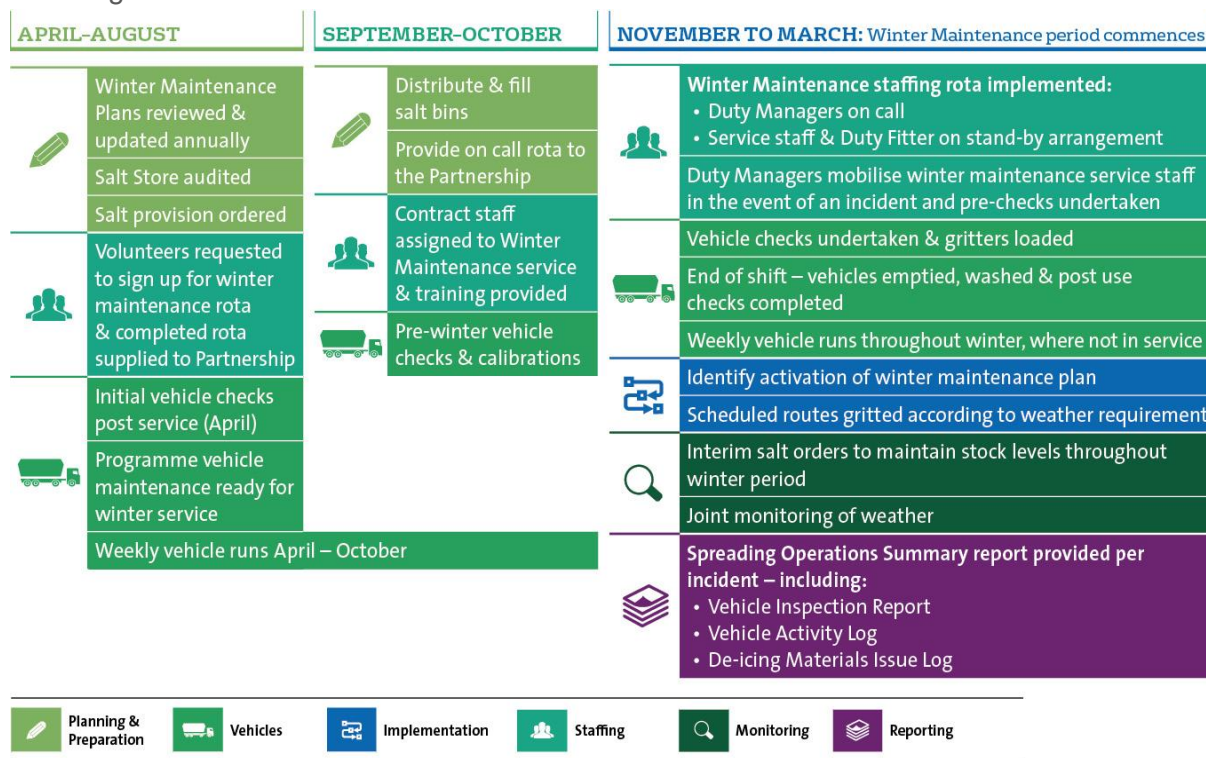 APRIL–AUGUST
Winter Maintenance
Plans reviewed &
updated annually
Salt Store audited
Salt provision ordered
Volunteers requested
to sign up for winter
maintenance rota
& completed rota
supplied to Partnership
Initial vehicle checks
post service (April)
Programme vehicle
maintenance ready for
winter service
Weekly vehicle runs April – October
SEPTEMBER–OCTOBER
Distribute & fill
salt bins
Provide on call rota to
the Partnership
Contract staff
assigned to Winter
Maintenance service
& training provided
Pre-winter vehicle
checks & calibrations
NOVEMBER TO MARCH: Winter Maintenance period commences
Winter Maintenance staffing rota implemented:
• Duty Managers on call
• Service staff & Duty Fitter on stand-by arrangement
Duty Managers mobilise winter maintenance service staff
in the event of an incident and pre-checks undertaken
Vehicle checks undertaken & gritters loaded
End of shift – vehicles emptied, washed & post use
checks completed
Weekly vehicle runs throughout winter, where not in service
Identify activation of winter maintenance plan
Scheduled routes gritted according to weather requirement
Interim salt orders to maintain stock levels throughout
winter period
Joint monitoring of weather
Spreading Operations Summary report provided per
incident – including:
• Vehicle Inspection Report
• Vehicle Activity Log
• De-icing Materials Issue Log
Planning &
Preparation
Vehicles
Implementation
Staffing
Monitoring
Reporting